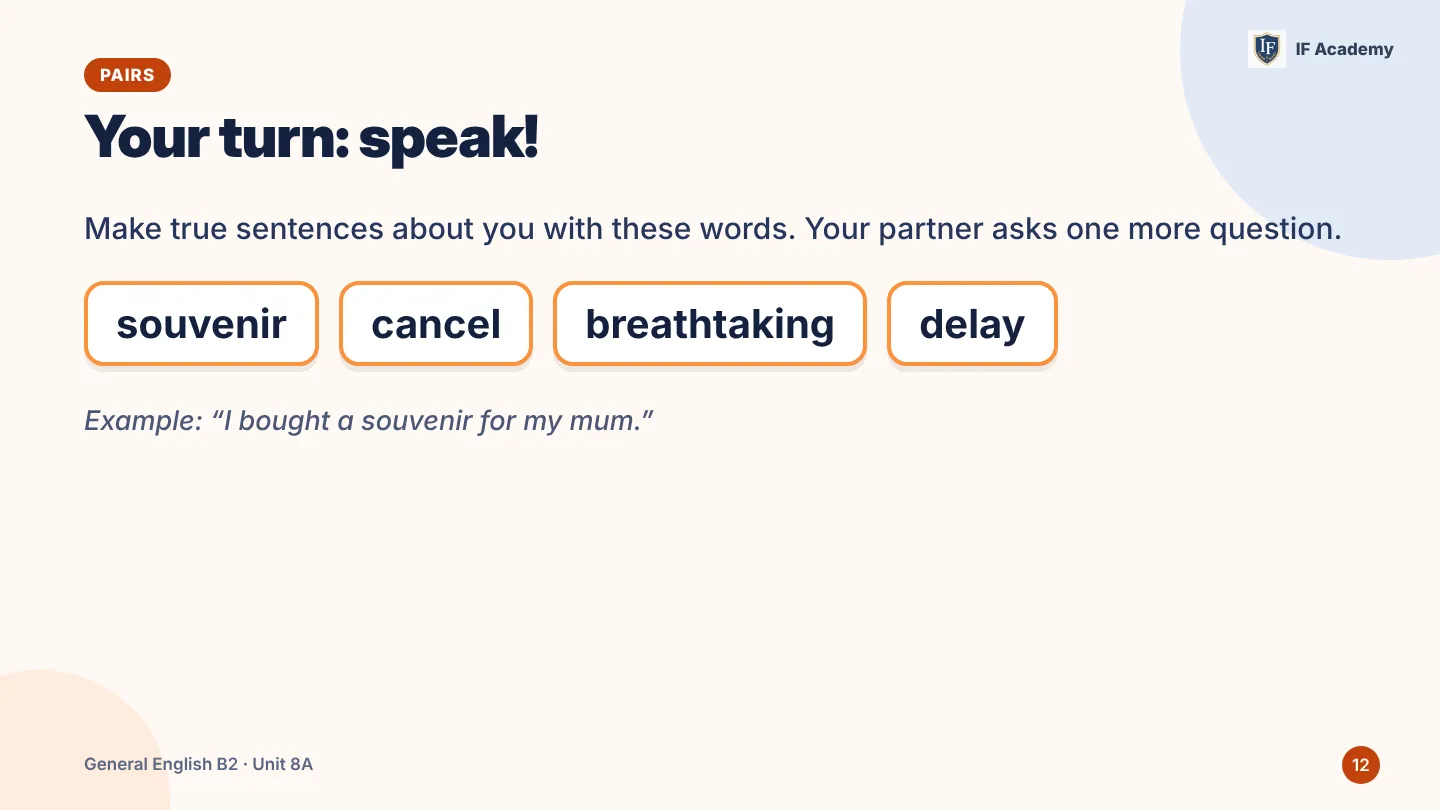 IF
IF Academy
PAIRS
Your turn: speak!
Make true sentences about you with these words. Your partner asks one more question.
souvenir
cancel
breathtaking
delay
Example: “I bought a souvenir for my mum.”
General English B2 · Unit 8A
12